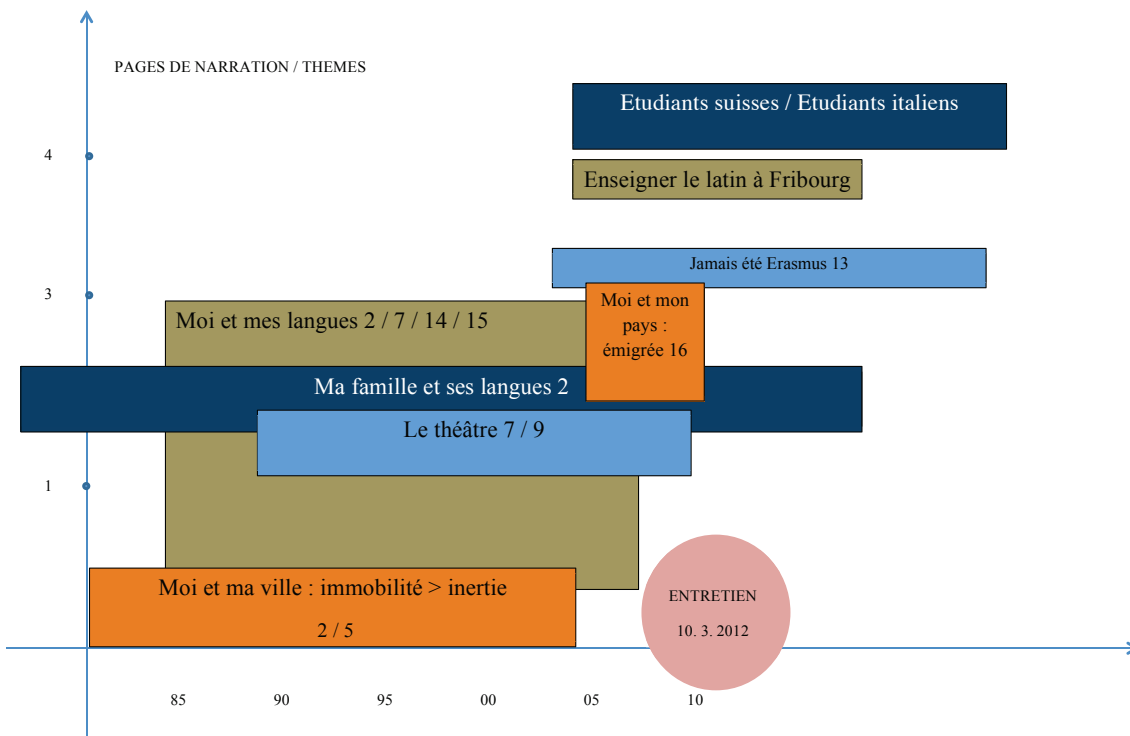 PAGES DE NARRATION / THEMES
Etudiants suisses / Etudiants italiens
4
Enseigner le latin à Fribourg
Jamais été Erasmus 13
3
Moi et mon
pays :
émigrée 16
Moi et mes langues 2 / 7 / 14 / 15
Ma famille et ses langues 2
Le théâtre 7 / 9
1
Moi et ma ville : immobilité > inertie
2 / 5
ENTRETIEN
10. 3. 2012
85 90 95 00 05 10